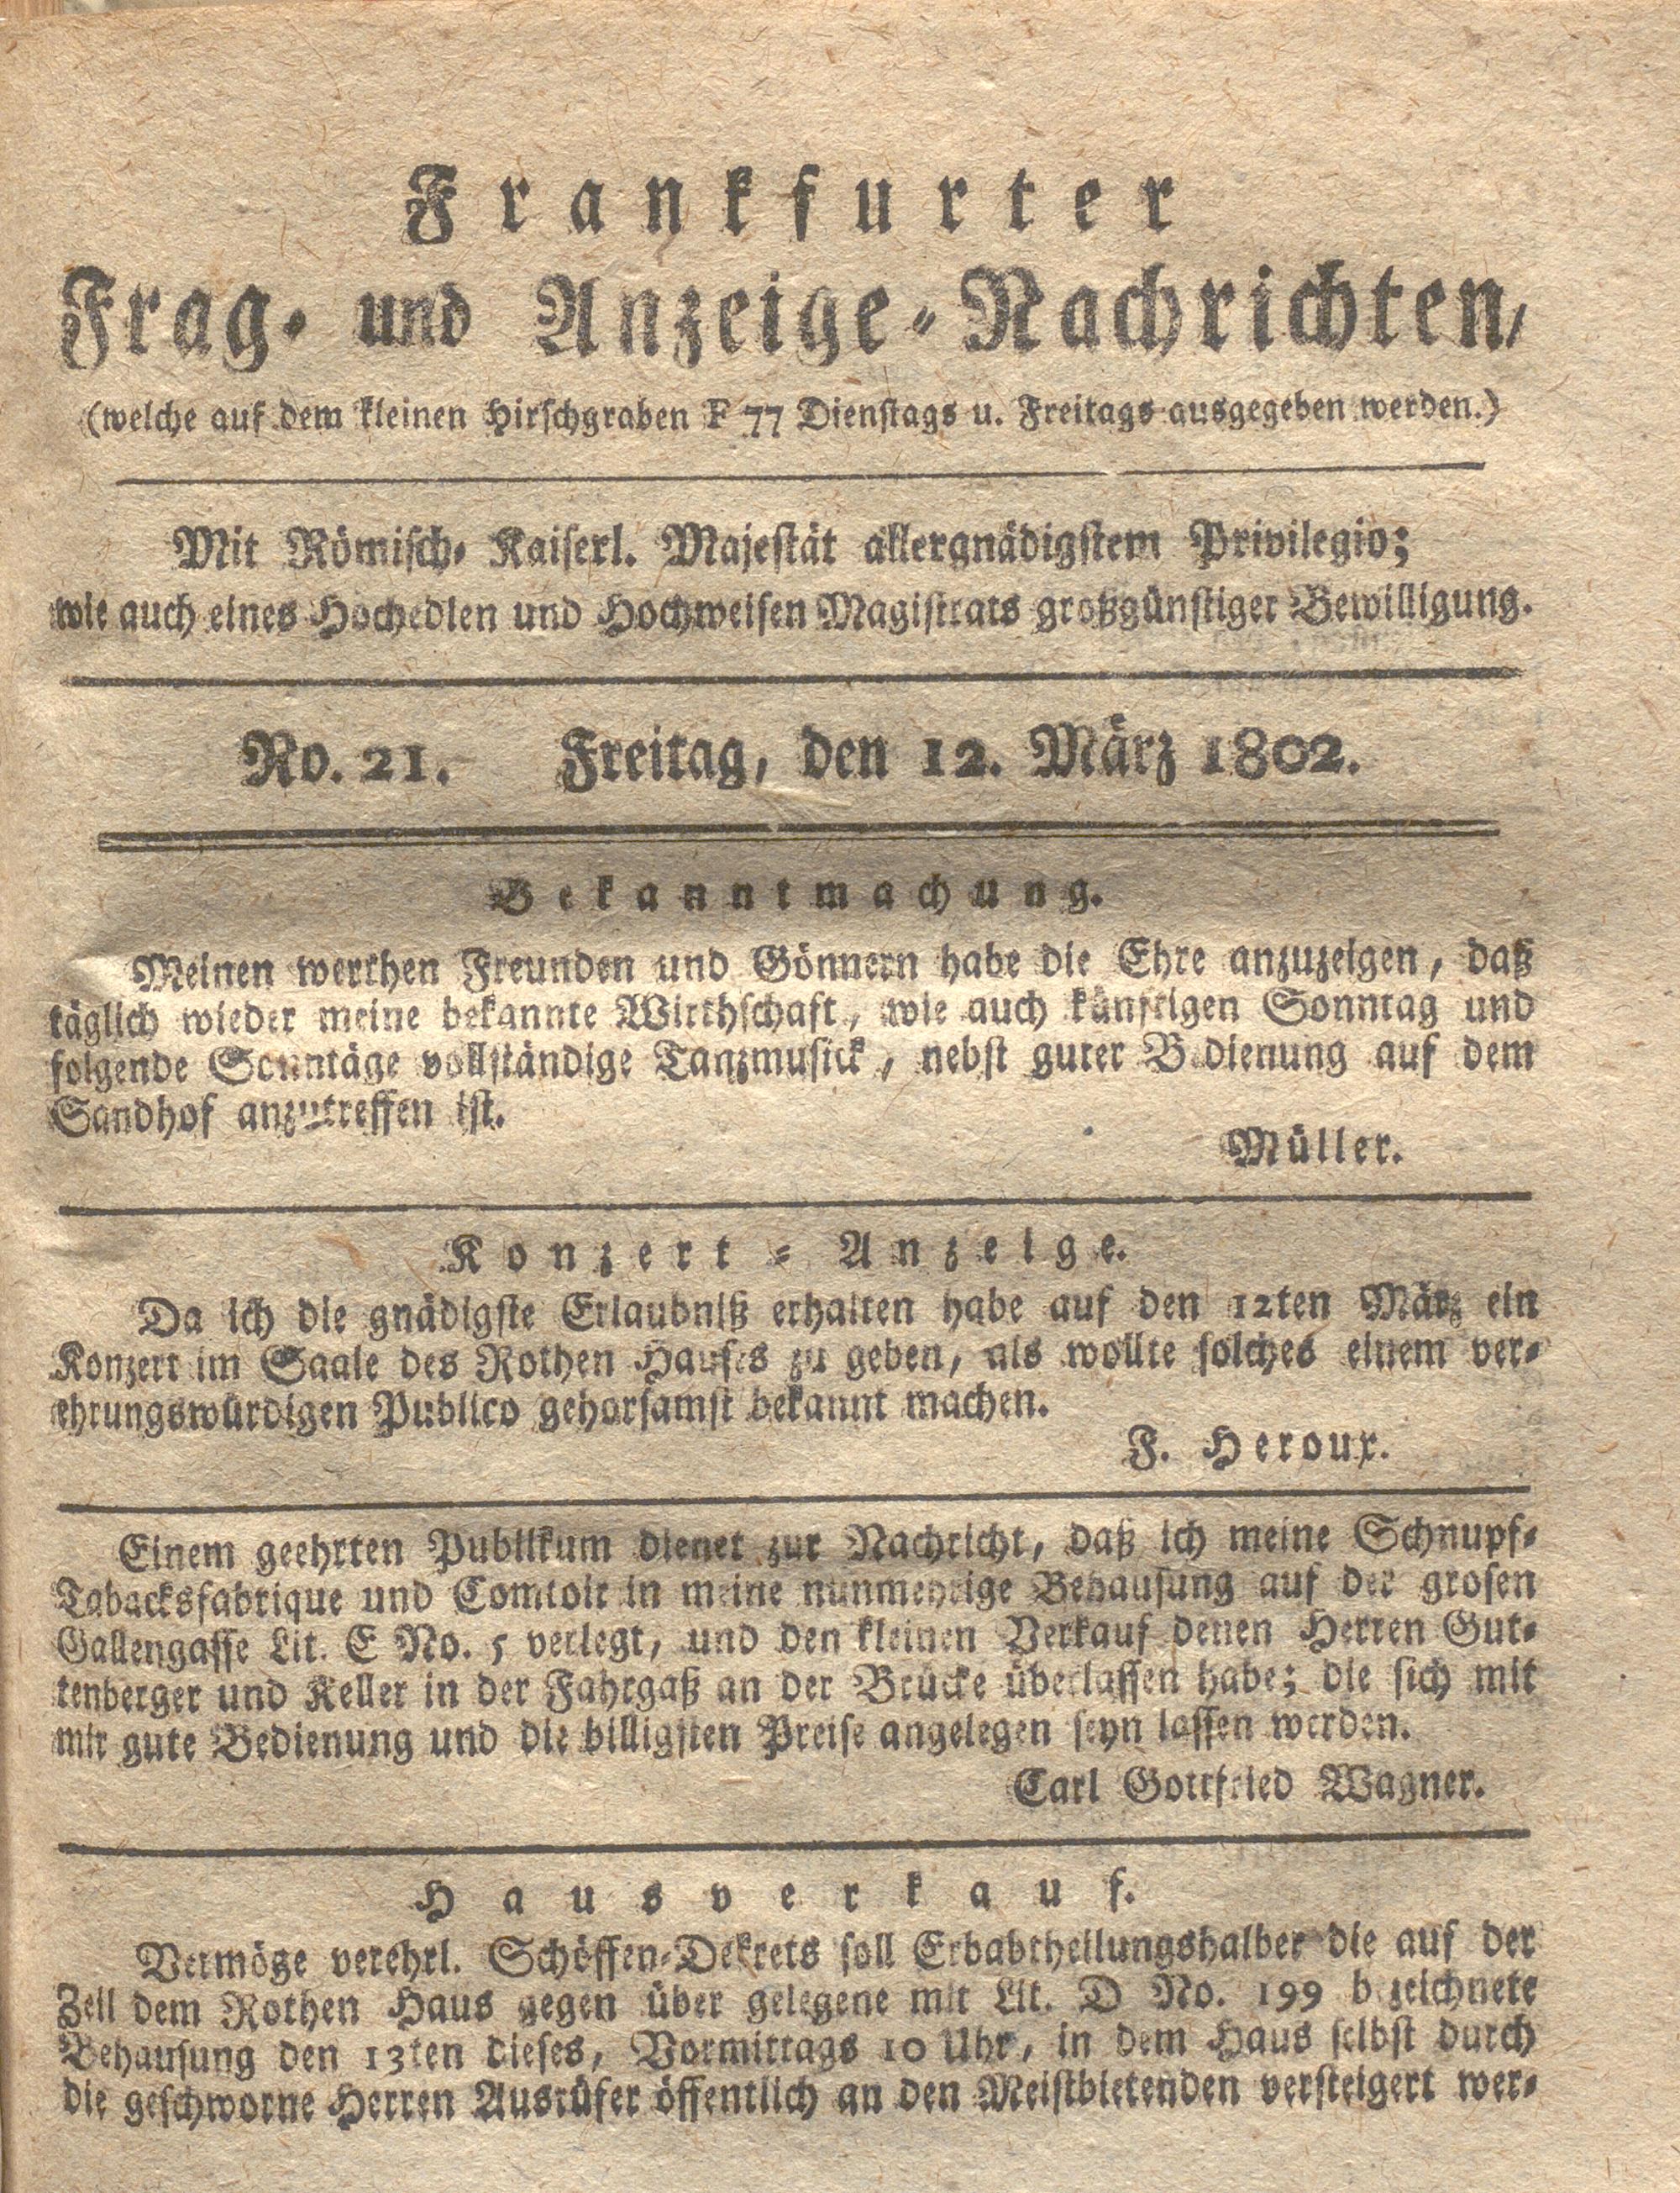 Frankfurter
Frag- und Anzeige-Nachrichten,
(welche auf dem kleinen Hirschgraben F 77 Dienstags u. Freitags ausgegeben werden.)
Mit Römisch- Kaiserl. Majestät allergnädigstem Privilegio;
wie auch eines Hochedlen und Hochweisen Magistrats großgünstiger Bewilligung.
No. 21. Freitag, den 12. März 1802.
Bekanntmachung.
Meinen werthen Freunden und Gönnern habe die Ehre anzuzeigen, daß
täglich wieder meine bekannte Wirthschaft, wie auch künftigen Sonntag und
folgende Sonntäge vollständige Tanzmusick, nebst guter Bedienung auf dem
Sandhof anzutreffen ist.
Müller.
Konzert-Anzeige.
Da ich die gnädigste Erlaubniß erhalten habe auf den 12ten März ein
Konzert im Saale des Rothen Hauses zu geben, als wollte solches einem ver-
ehrungswürdigen Publico gehorsamst bekannt machen.
F. Heroux.
Einem geehrten Publikum dienet zur Nachricht, daß ich meine Schnupf-
Tabacksfabrique und Comtoir in meine nunmehrige Behausung auf der grosen
Gallengasse Lit. E No. 5 verlegt, und den kleinen Verkauf denen Herren Gut-
tenberger und Keller in der Fahrgaß an der Brücke überlassen habe; die sich mit
mir gute Bedienung und die billigsten Preise angelegen seyn lassen werden.
Carl Gottfried Wagner.
Hausverkauf.
Vermöge verehrl. Schöffen-Dekrets soll Erbabtheilungshalber die auf der
Zeil dem Rothen Haus gegen über gelegene mit Lit. D No. 199 bezeichnete
Behausung den 13ten dieses, Vormittags 10 Uhr, in dem Haus selbst durch
die geschworne Herren Ausrüfer öffentlich an den Meistbietenden versteigert wer-